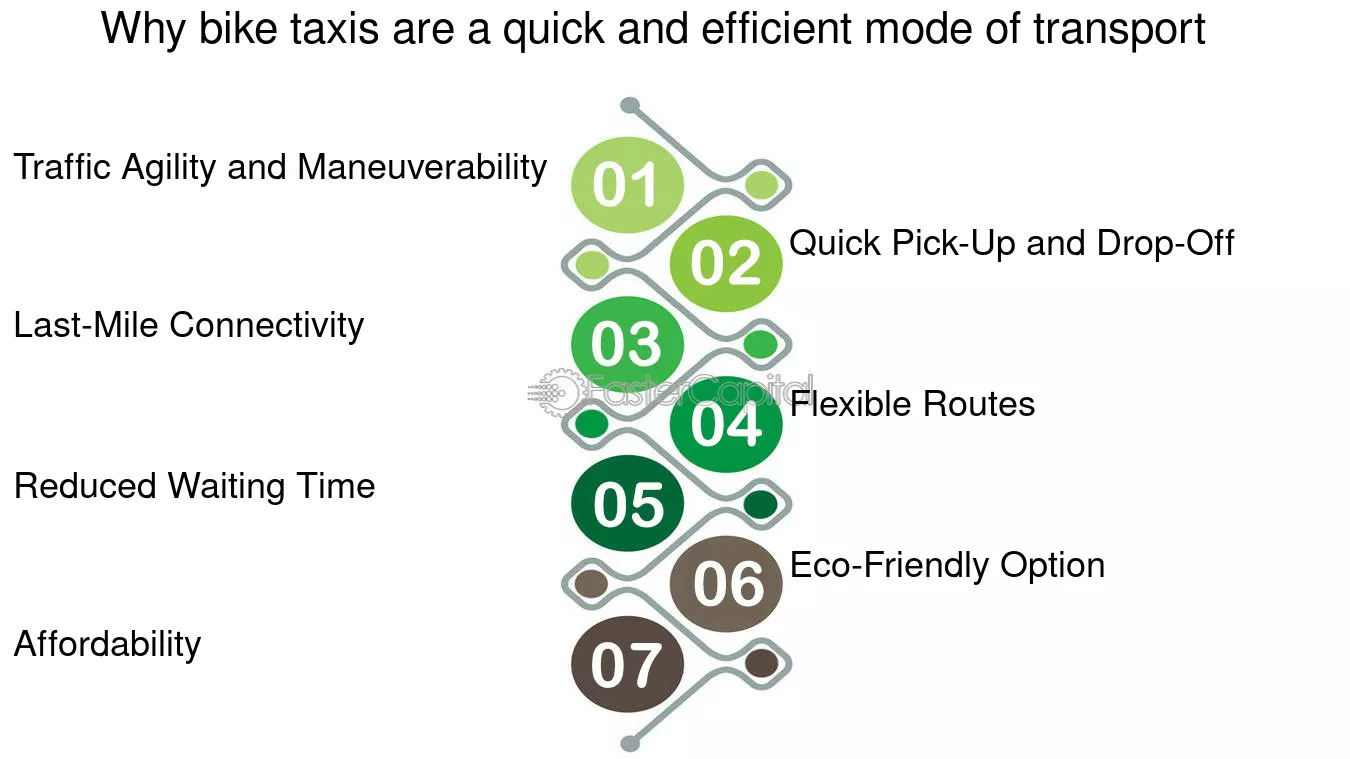 Why bike taxis are a quick and efficient mode of transport
Traffic Agility and Maneuverability
01
02
Quick Pick-Up and Drop-Off
Last-Mile Connectivity
03
FasterCapital
04
Flexible Routes
Reduced Waiting Time
05
06
Eco-Friendly Option
Affordability
07